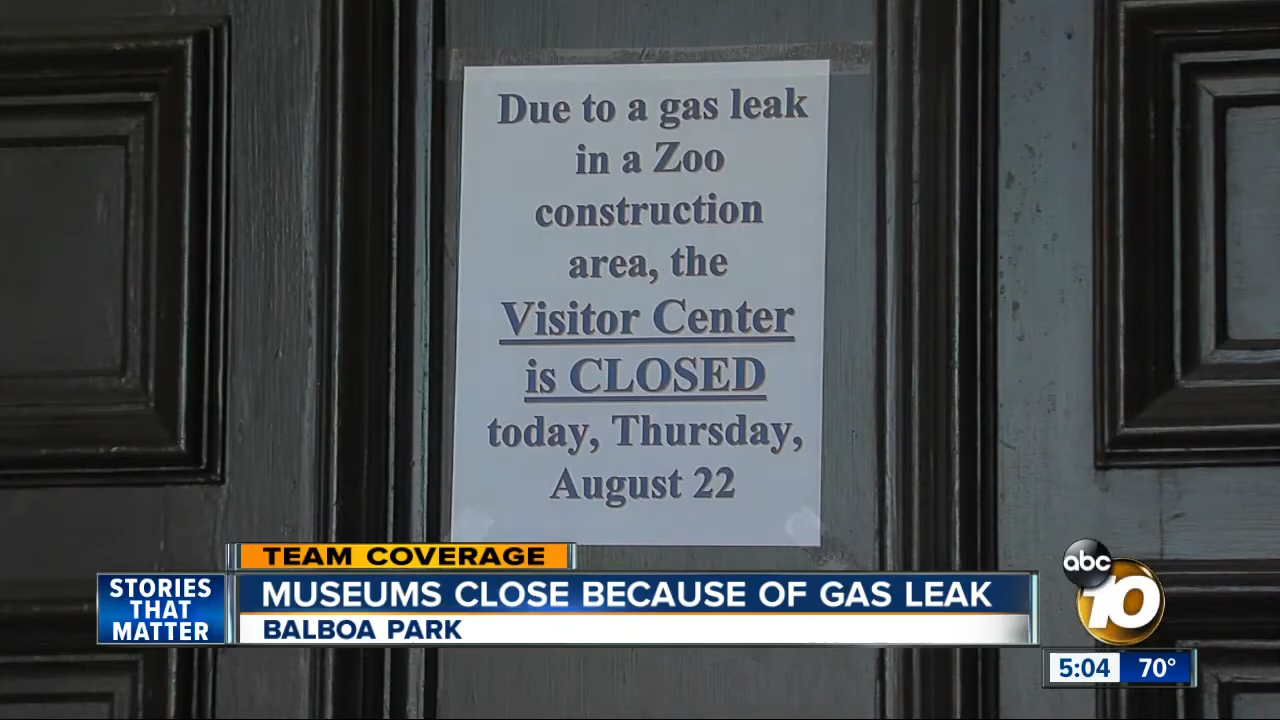 Due to a gas leak
in a Zoo
construction
area, the
Visitor Center
is CLOSED
today, Thursday,
August 22
TEAM COVERAGE
STORIES
THAT
MATTER
MUSEUMS CLOSE BECAUSE OF GAS LEAK
BALBOA PARK
abc
10
5:04 70°